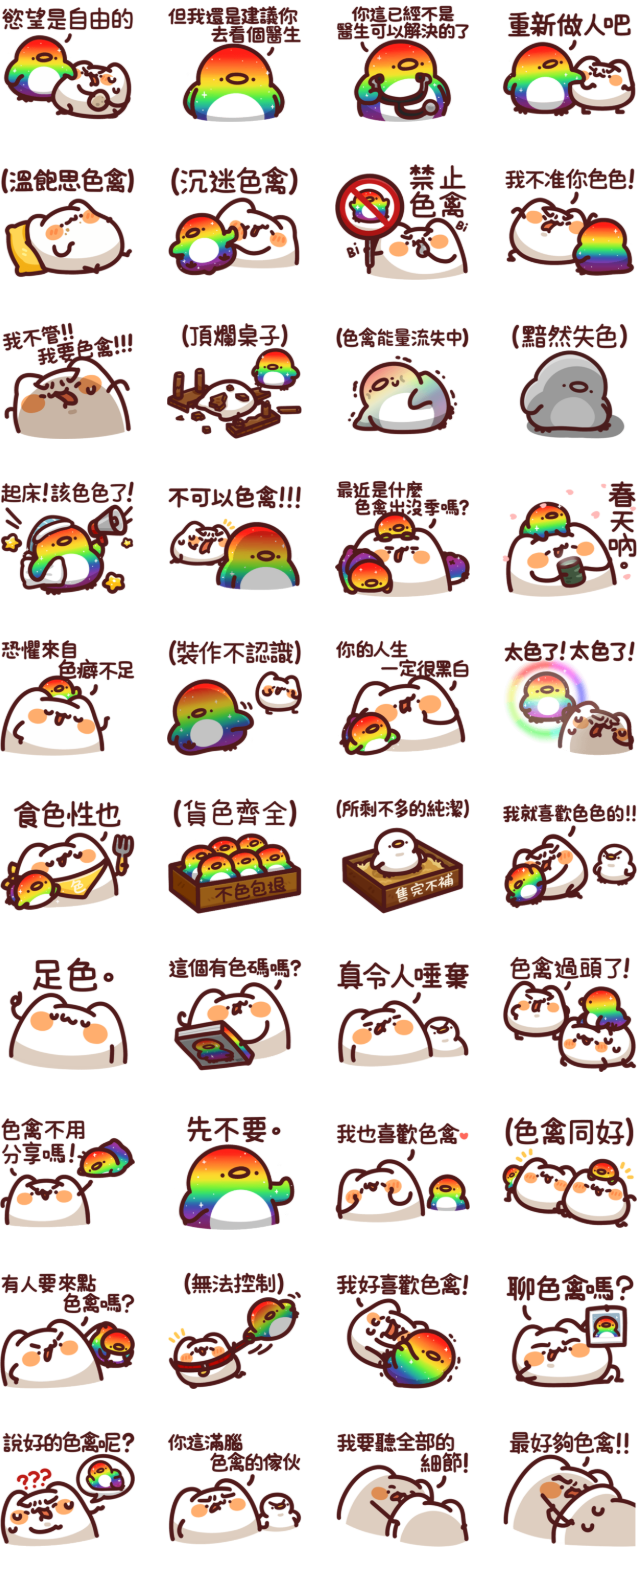 慾望是自由的
但我還是建議你
去看個醫生
你這已經不是
醫生可以解決的了
重新做人吧
(溫飽思色禽)
(沉迷色禽)
禁止
色禽
Bi
Bi
我不准你色色!
我不管!!
我要色禽!!!
(頂爛桌子)
(色禽能量流失中)
(黯然失色)
起床!該色色了!
不可以色禽!!!
最近是什麼
色禽出沒季嗎?
春天吶。
恐懼來自
色癖不足
(裝作不認識)
你的人生
一定很黑白
太色了!太色了!
食色性也
色
(貨色齊全)
不色包退
(所剩不多的純潔)
售完不補
我就喜歡色色的!!
足色。
這個有色碼嗎?
真令人唾棄
色禽過頭了!
色禽不用
分享嗎!
先不要。
我也喜歡色禽
(色禽同好)
有人要來點
色禽嗎?
(無法控制)
我好喜歡色禽!
聊色禽嗎?
說好的色禽呢?
???
你這滿腦
色禽的傢伙
我要聽全部的
細節!
最好夠色禽!!